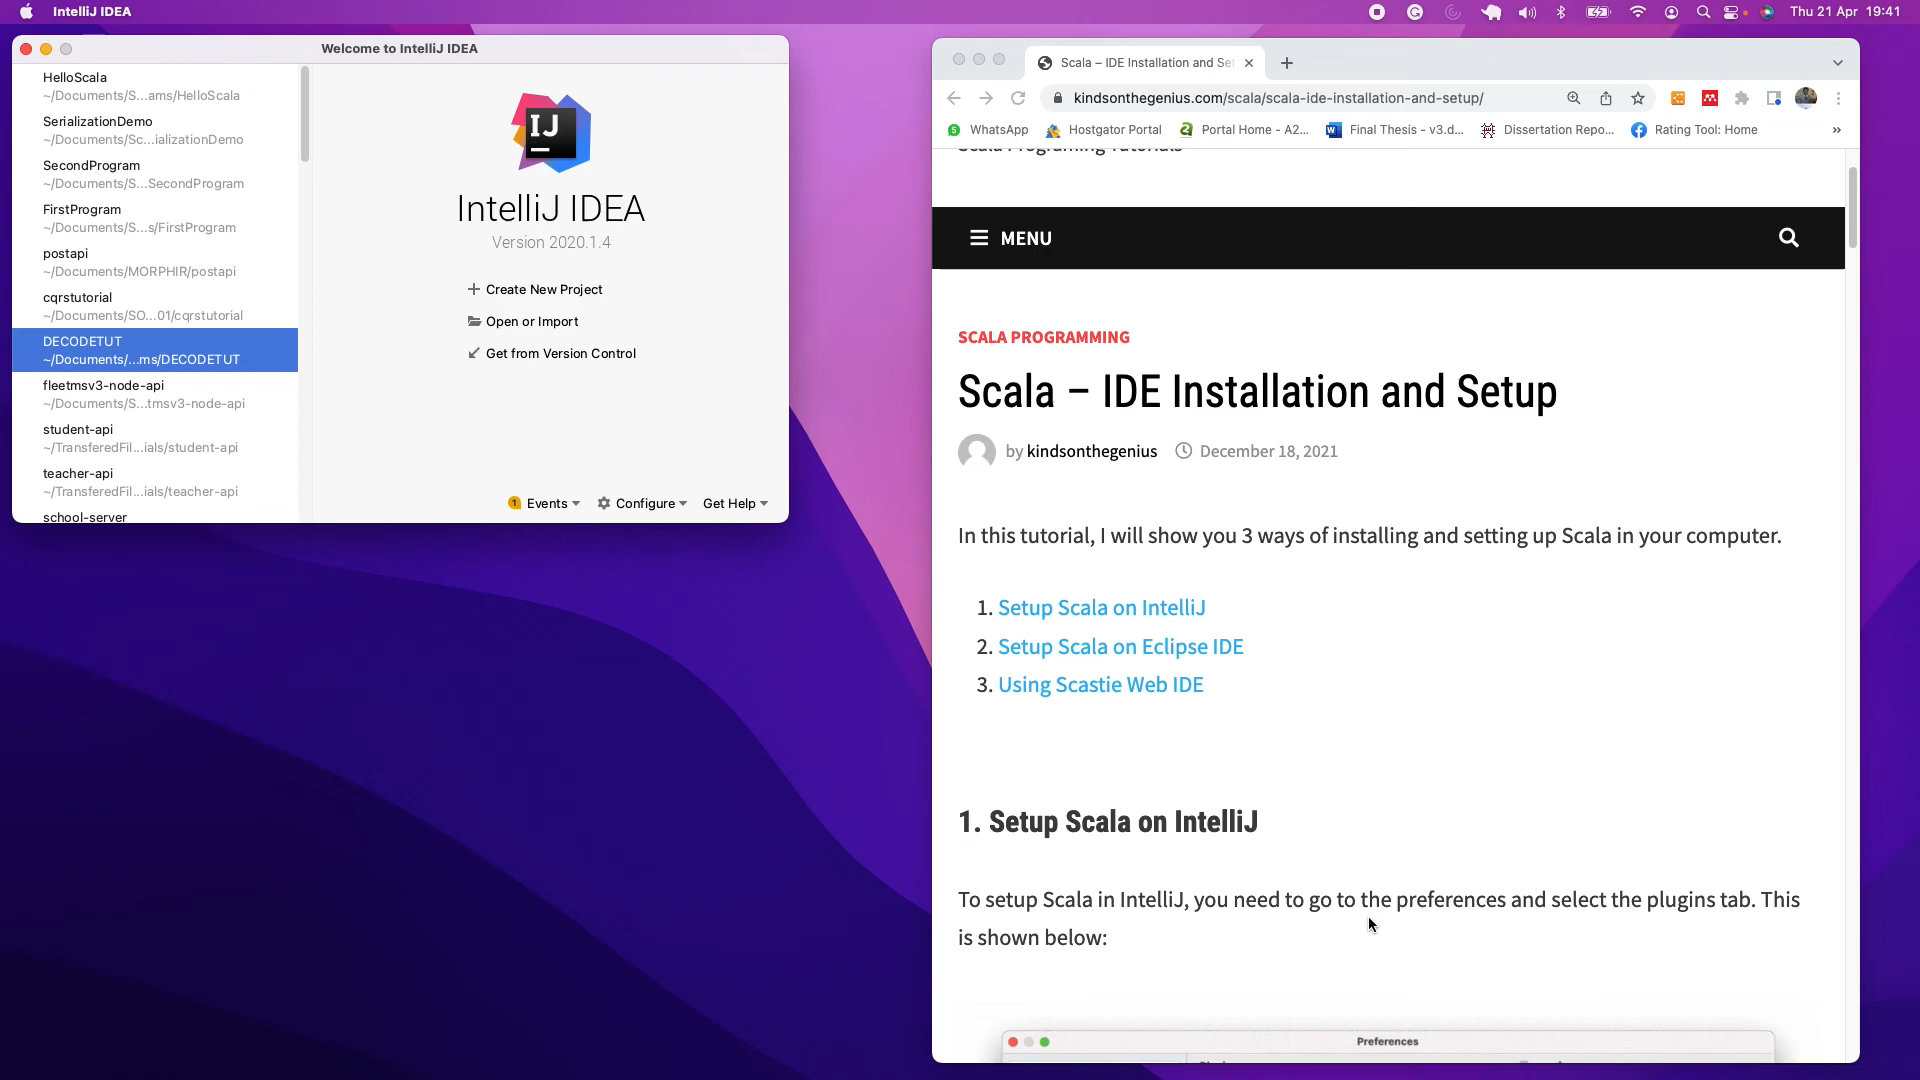 IntelliJ IDEA
Thu 21 Apr 19:41
Welcome to IntelliJ IDEA
HelloScala
~/Documents/S...ams/HelloScala
SerializationDemo
~/Documents/Sc...ializationDemo
SecondProgram
~/Documents/S...SecondProgram
FirstProgram
~/Documents/S...s/FirstProgram
postapi
~/Documents/MORPHIR/postapi
cqrstutorial
~/Documents/SO...01/cqrstutorial
DECODETUT
~/Documents/...ms/DECODETUT
fleetmsv3-node-api
~/Documents/S...tmsv3-node-api
student-api
~/TransferedFil...ials/student-api
teacher-api
~/TransferedFil...ials/teacher-api
school-server
IJ
IntelliJ IDEA
Version 2020.1.4
Create New Project
Open or Import
Get from Version Control
1 Events
Configure
Get Help
Scala – IDE Installation and Set
kindsonthegenius.com/scala/scala-ide-installation-and-setup/
WhatsApp
Hostgator Portal
Portal Home - A2...
Final Thesis - v3.d...
Dissertation Repo...
Rating Tool: Home
»
Scala Programing Tutorials
MENU
SCALA PROGRAMMING
Scala – IDE Installation and Setup
by kindsonthegenius December 18, 2021
In this tutorial, I will show you 3 ways of installing and setting up Scala in your computer.
1. Setup Scala on IntelliJ
2. Setup Scala on Eclipse IDE
3. Using Scastie Web IDE
1. Setup Scala on IntelliJ
To setup Scala in IntelliJ, you need to go to the preferences and select the plugins tab. This
is shown below:
Preferences